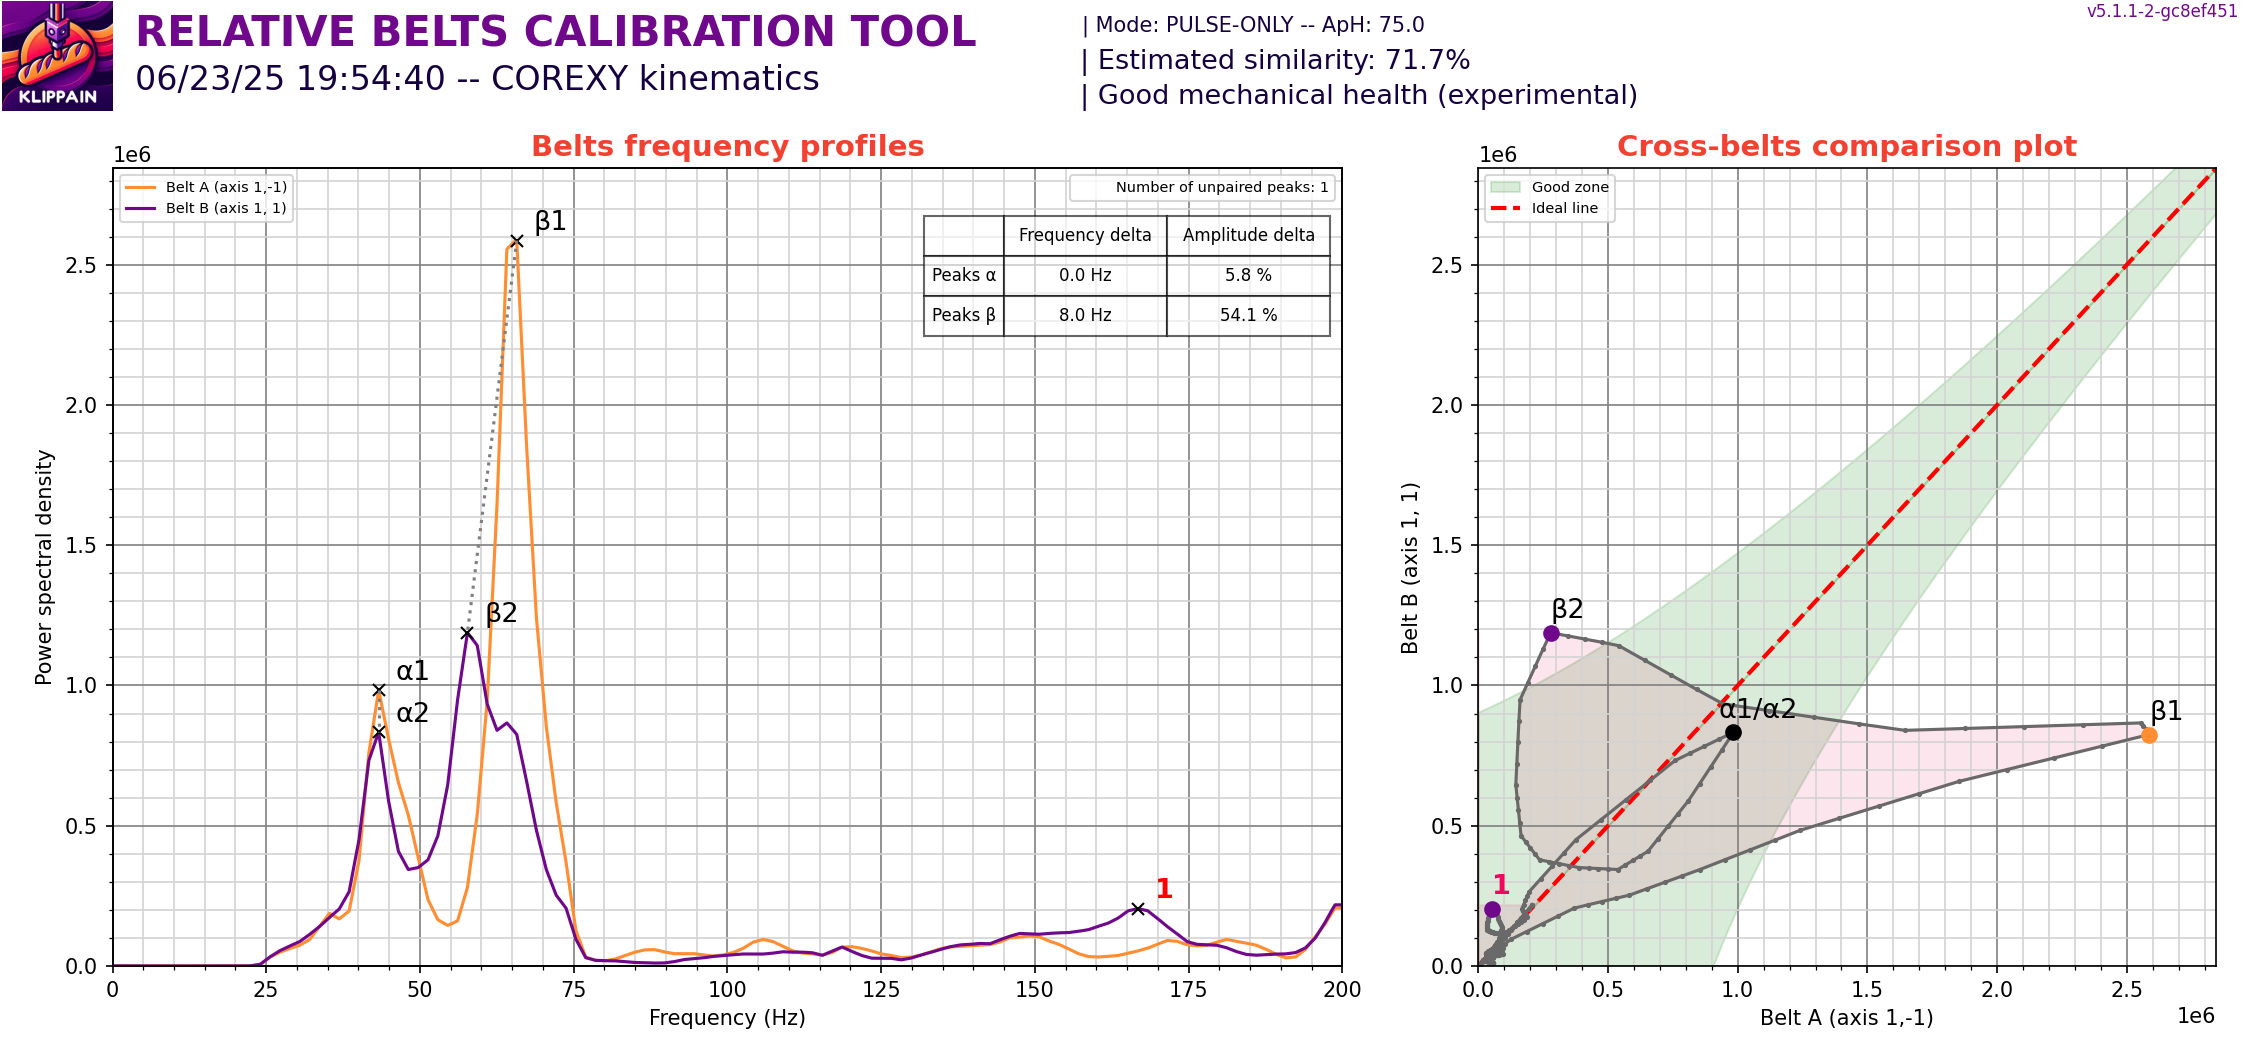 KLIPPAIN
RELATIVE BELTS CALIBRATION TOOL
06/23/25 19:54:40 -- COREXY kinematics
| Mode: PULSE-ONLY -- ApH: 75.0
| Estimated similarity: 71.7%
| Good mechanical health (experimental)
v5.1.1-2-gc8ef451
Belts frequency profiles
1e6
Belt A (axis 1,-1)
Belt B (axis 1, 1)
Number of unpaired peaks: 1
Frequency delta Amplitude delta
Peaks α 0.0 Hz 5.8 %
Peaks β 8.0 Hz 54.1 %
β1
β2
α1
α2
1
Power spectral density
2.5
2.0
1.5
1.0
0.5
0.0
0 25 50 75 100 125 150 175 200
Frequency (Hz)
Cross-belts comparison plot
1e6
Good zone
Ideal line
β2
α1/α2
β1
1
Belt B (axis 1, 1)
2.5
2.0
1.5
1.0
0.5
0.0
0.0 0.5 1.0 1.5 2.0 2.5
Belt A (axis 1,-1)
1e6